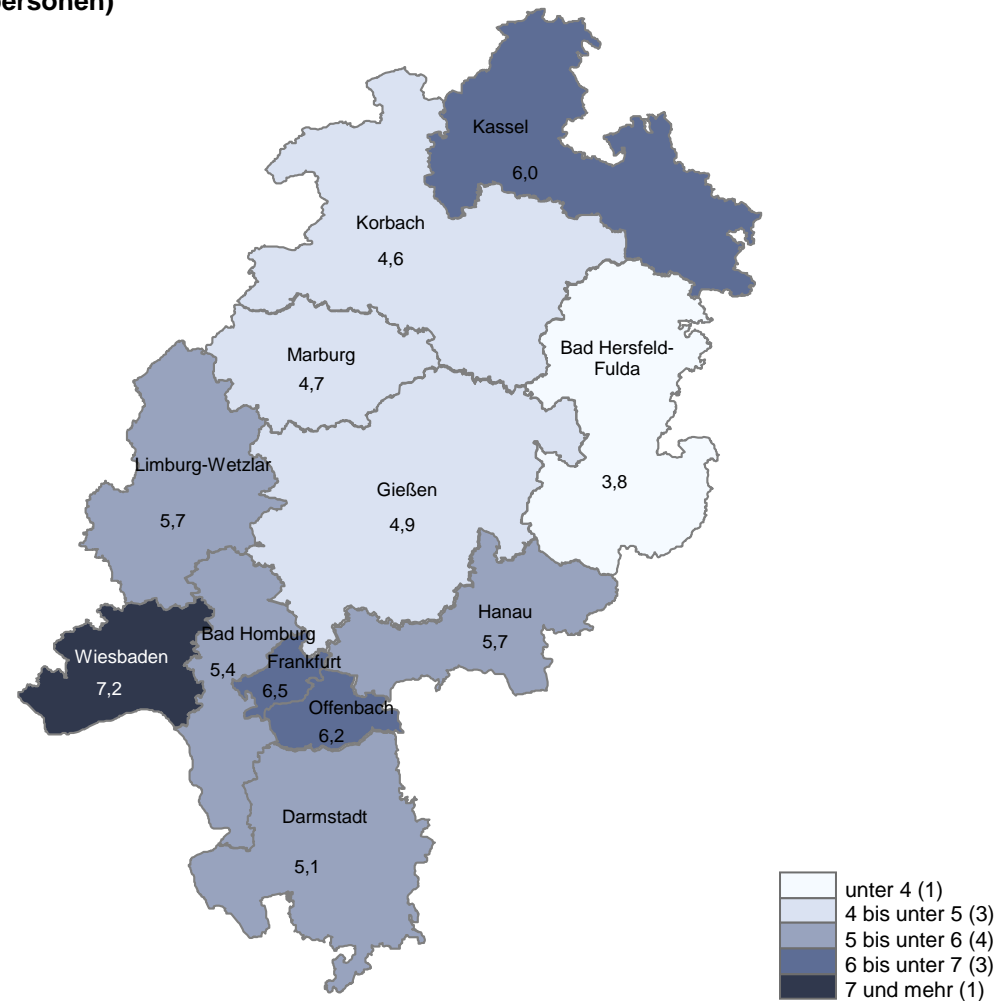 personen)
Kassel
6,0
Korbach
4,6
Bad Hersfeld-
Fulda
3,8
Marburg
4,7
Limburg-Wetzlar
5,7
Gießen
4,9
Hanau
5,7
Bad Homburg
5,4
Wiesbaden
7,2
Frankfurt
6,5
Offenbach
6,2
Darmstadt
5,1
unter 4 (1)
4 bis unter 5 (3)
5 bis unter 6 (4)
6 bis unter 7 (3)
7 und mehr (1)